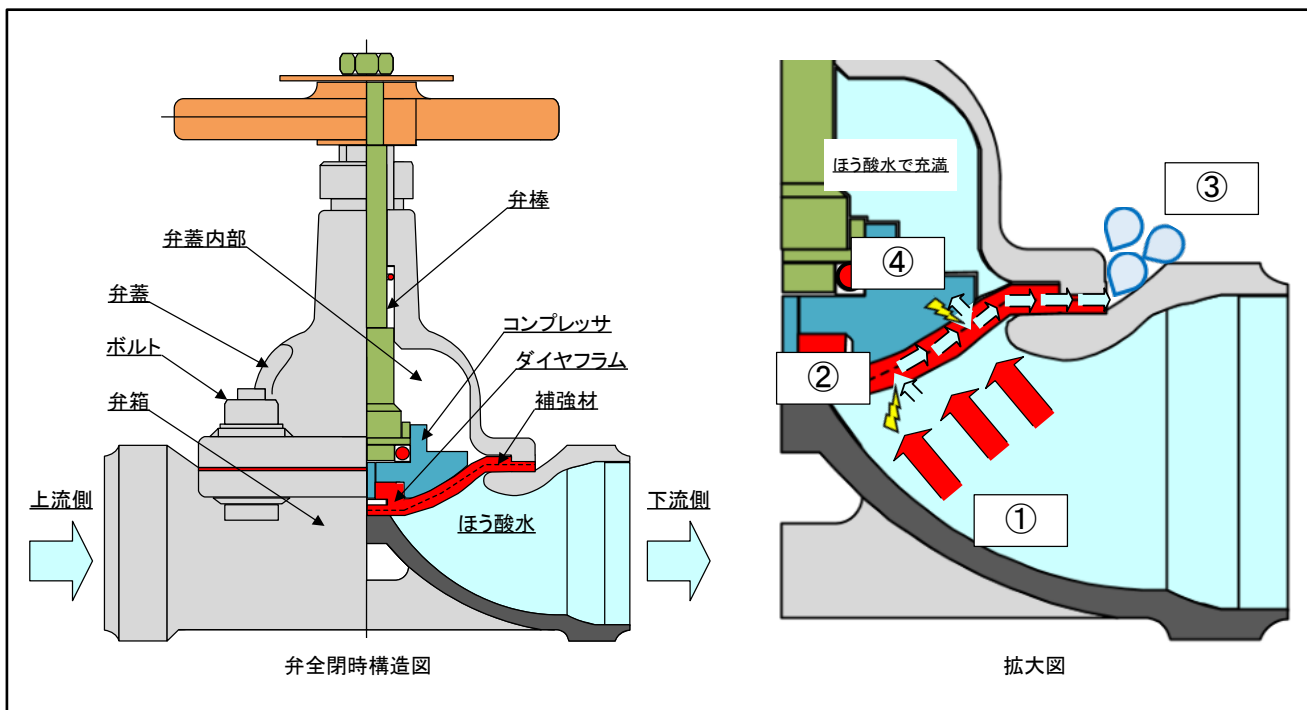 弁棒
弁蓋内部
弁蓋
コンプレッサ
ボルト
ダイヤフラム
弁箱
補強材
上流側
ほう酸水
下流側
弁全閉時構造図
ほう酸水で充満
③
④
②
①
拡大図